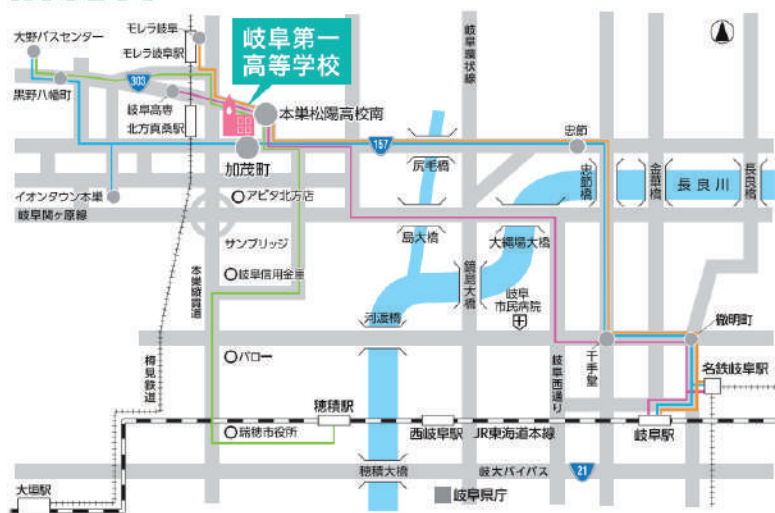 モレラ岐阜
大野バスセンター
モレラ岐阜駅
岐阜第一
高等学校
岐阜環状線
303
黒野八幡町
岐阜高専
北方真桑駅
本巣松陽高校南
157
忠節
加茂町
尻毛橋
忠節橋
金華橋
長良川
長良橋
イオンタウン本巣
アピタ北方店
岐阜関ケ原線
島大橋
大縄場大橋
サンブリッジ
岐阜信用金庫
本巣縦貫道
鏡島大橋
岐阜
市民病院
河渡橋
徹明町
バロー
千手堂
樽見鉄道
岐阜西通り
名鉄岐阜駅
穂積駅
瑞穂市役所
西岐阜駅
JR東海道本線
岐阜駅
穂積大橋
岐大バイパス
21
大垣駅
岐阜県庁